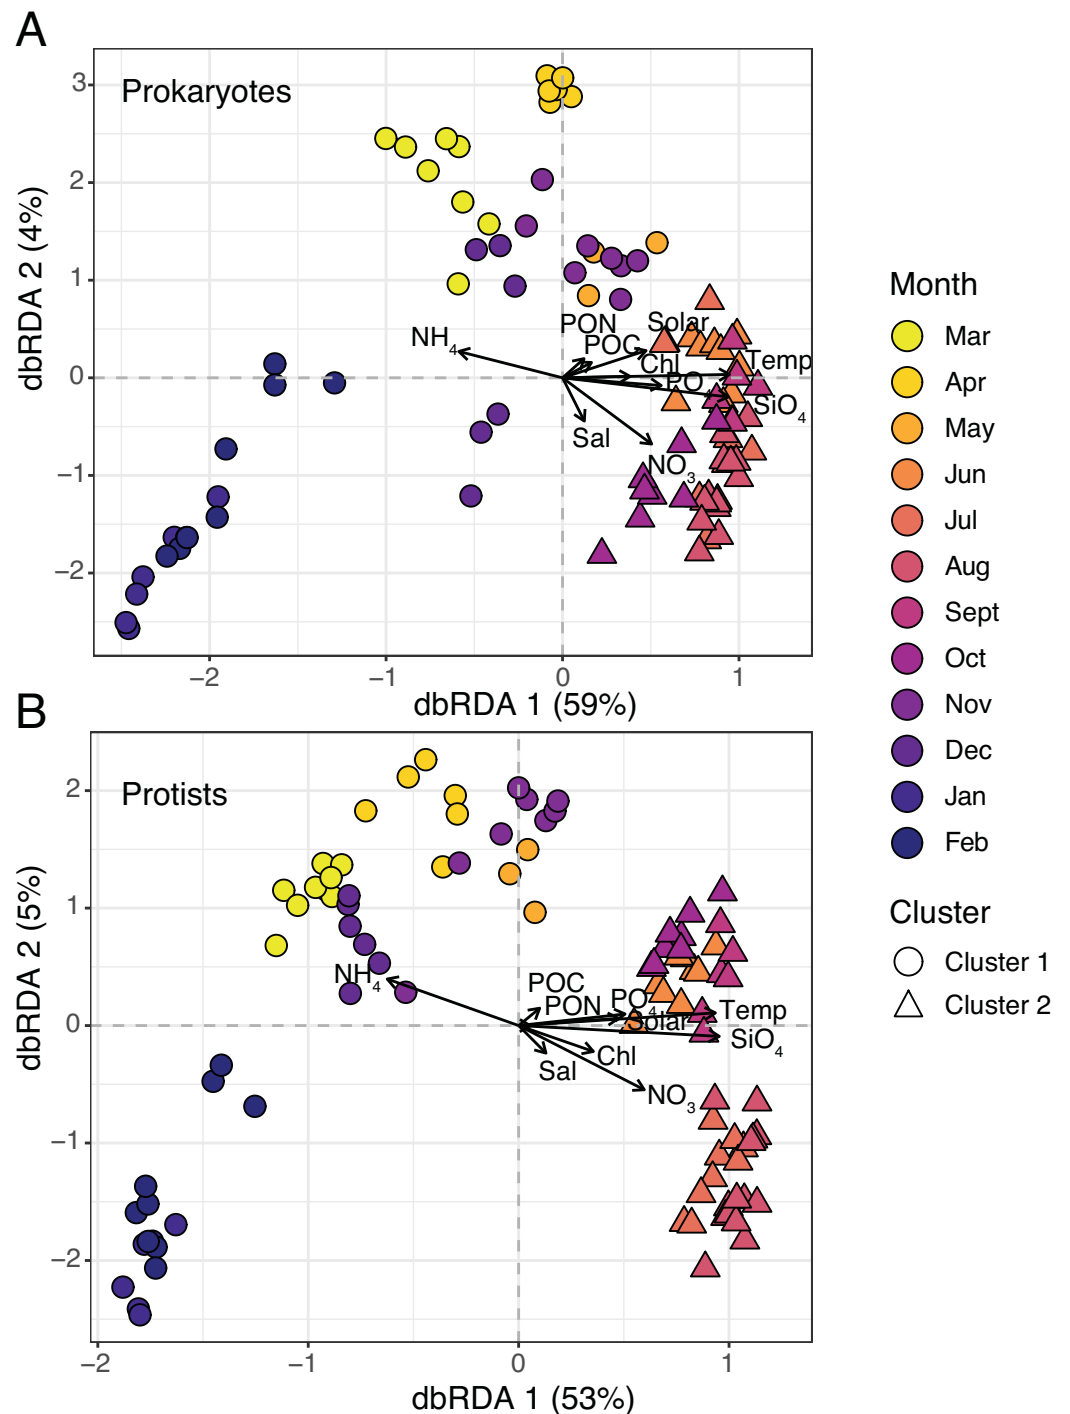 A
Prokaryotes
dbRDA 2 (4%)
3
2
1
0
−1
−2
NH4
PON
POC
Solar
Chl
Temp
PO
SiO4
Sal
NO3
−2
−1
0
1
dbRDA 1 (59%)
B
Protists
dbRDA 2 (5%)
2
1
0
−1
−2
NH4
POC
PON
PO4
Solar
Temp
SiO4
Chl
Sal
NO3
−2
−1
0
1
dbRDA 1 (53%)
Month
Mar
Apr
May
Jun
Jul
Aug
Sept
Oct
Nov
Dec
Jan
Feb
Cluster
Cluster 1
Cluster 2